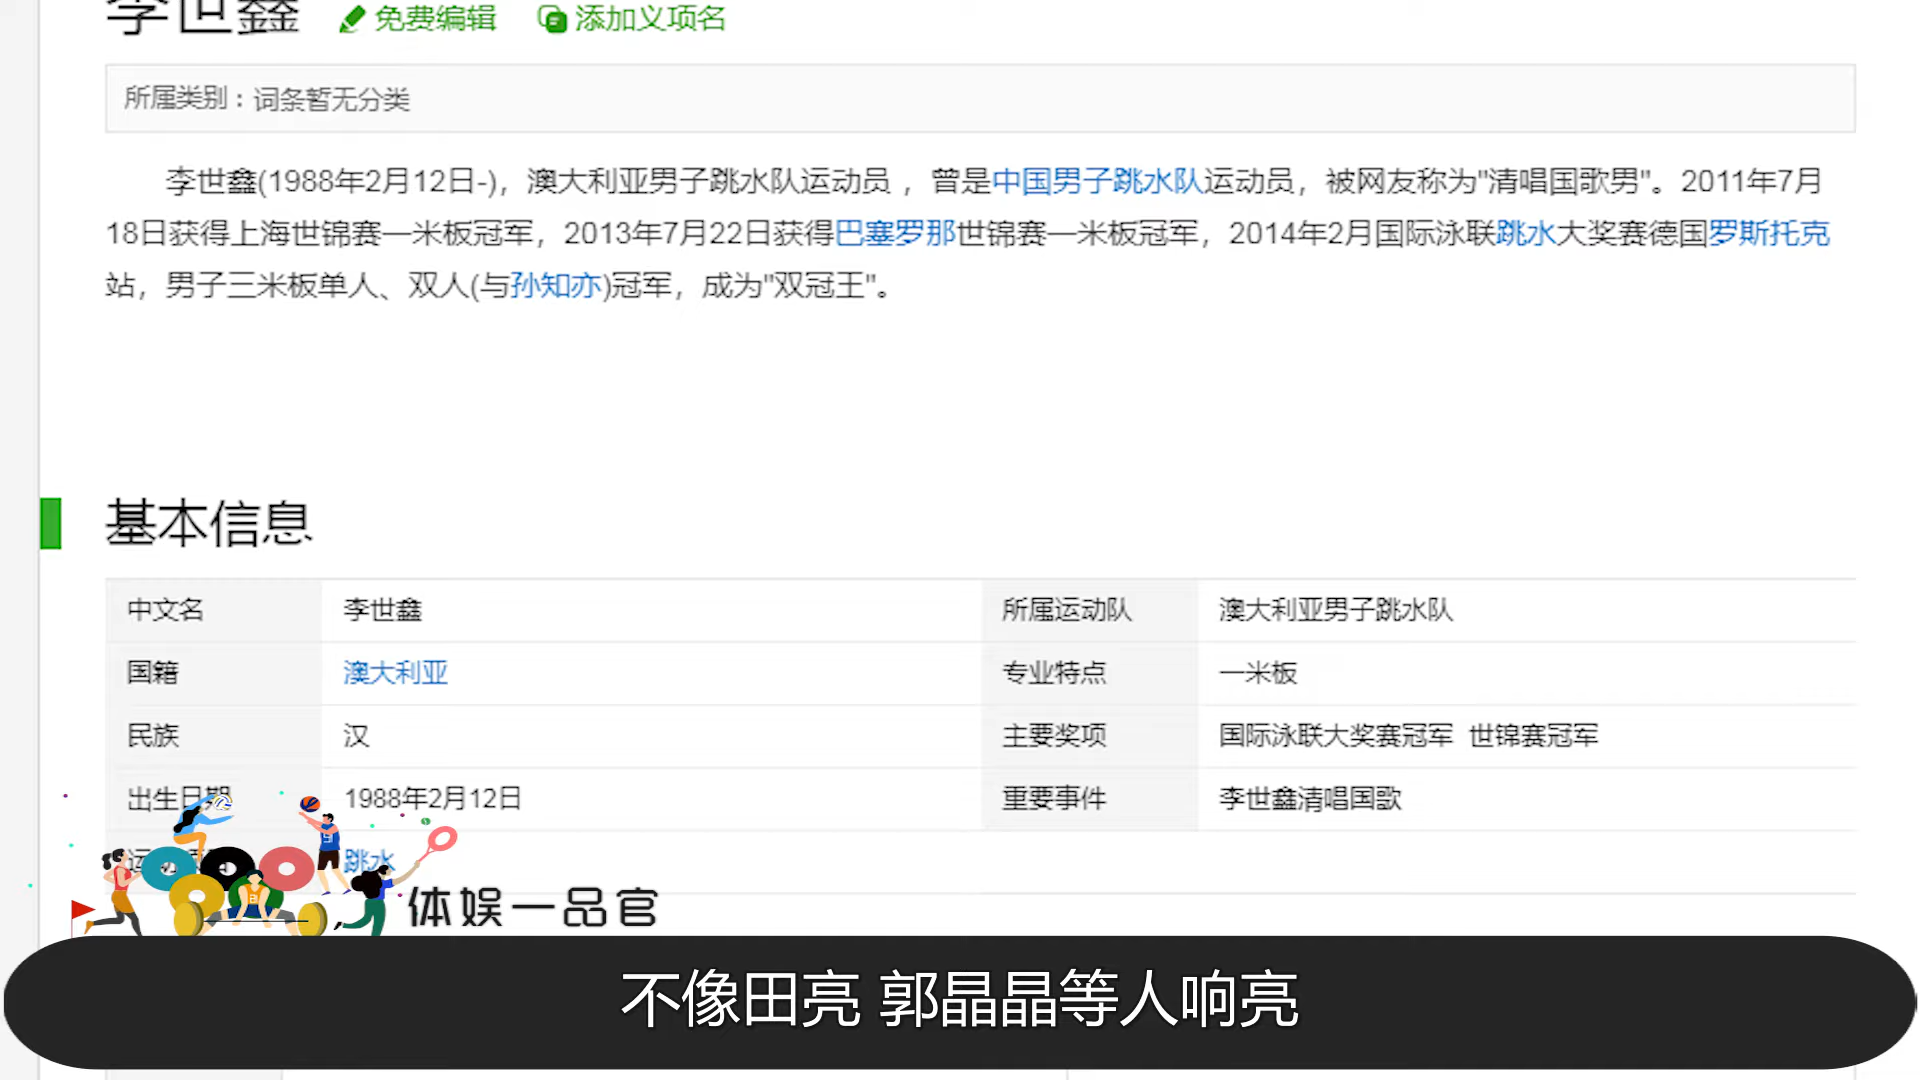 李世鑫 免费编辑 添加义项名
所属类别：词条暂无分类
李世鑫(1988年2月12日-)，澳大利亚男子跳水队运动员 ，曾是中国男子跳水队运动员，被网友称为"清唱国歌男"。2011年7月
18日获得上海世锦赛一米板冠军，2013年7月22日获得巴塞罗那世锦赛一米板冠军，2014年2月国际泳联跳水大奖赛德国罗斯托克
站，男子三米板单人、双人(与孙知亦)冠军，成为"双冠王"。
基本信息
中文名 李世鑫 所属运动队 澳大利亚男子跳水队
国籍 澳大利亚 专业特点 一米板
民族 汉 主要奖项 国际泳联大奖赛冠军 世锦赛冠军
出生日期 1988年2月12日 重要事件 李世鑫清唱国歌
跳水
体娱一品官
不像田亮 郭晶晶等人响亮